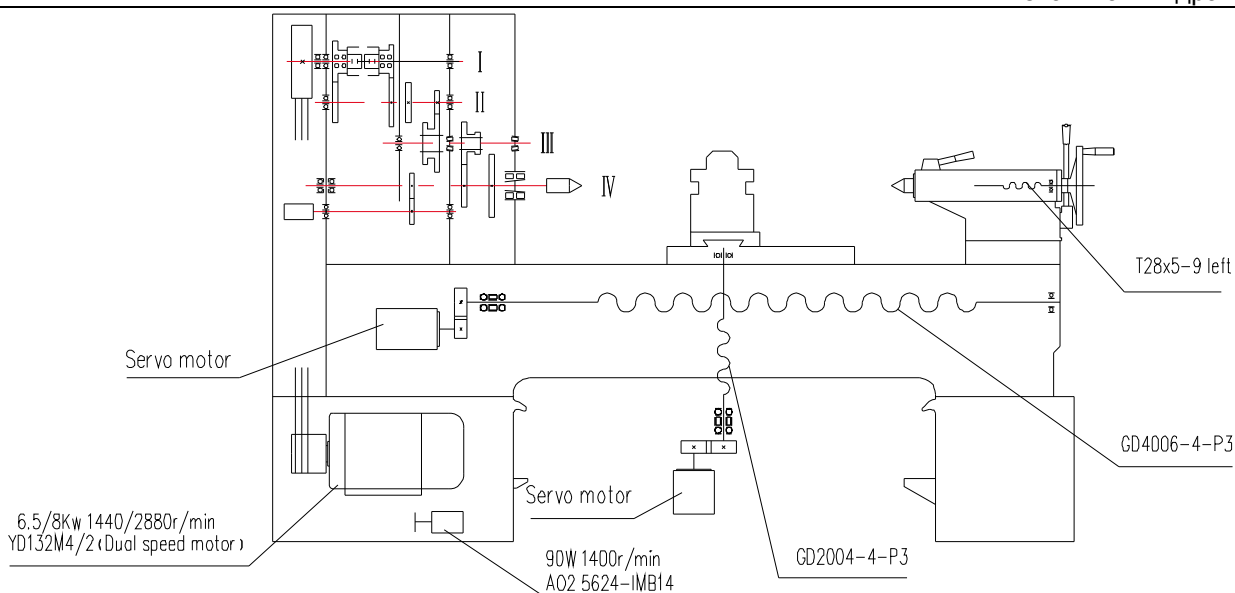 I
II
III
IV
T28x5-9 left
Servo motor
GD4006-4-P3
Servo motor
6.5/8Kw 1440/2880r/min
YD132M4/2(Dual speed motor)
90W 1400r/min
AO2 5624-IMB14
GD2004-4-P3